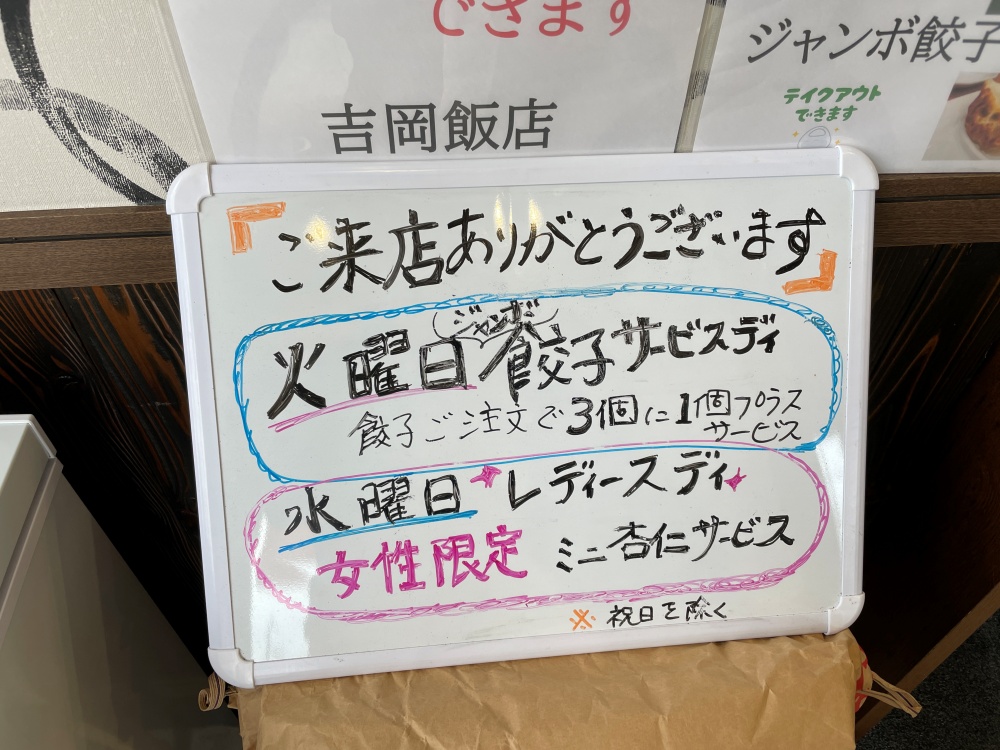 できます
吉岡飯店
ジャンボ餃子
テイクアウト
できます
「ご来店ありがとうございます」
ジャンボ
火曜日餃子サービスディ
餃子ご注文で3個に1個プラス
サービス
水曜日レディースディ
女性限定 ミニ杏仁サービス
※祝日を除く